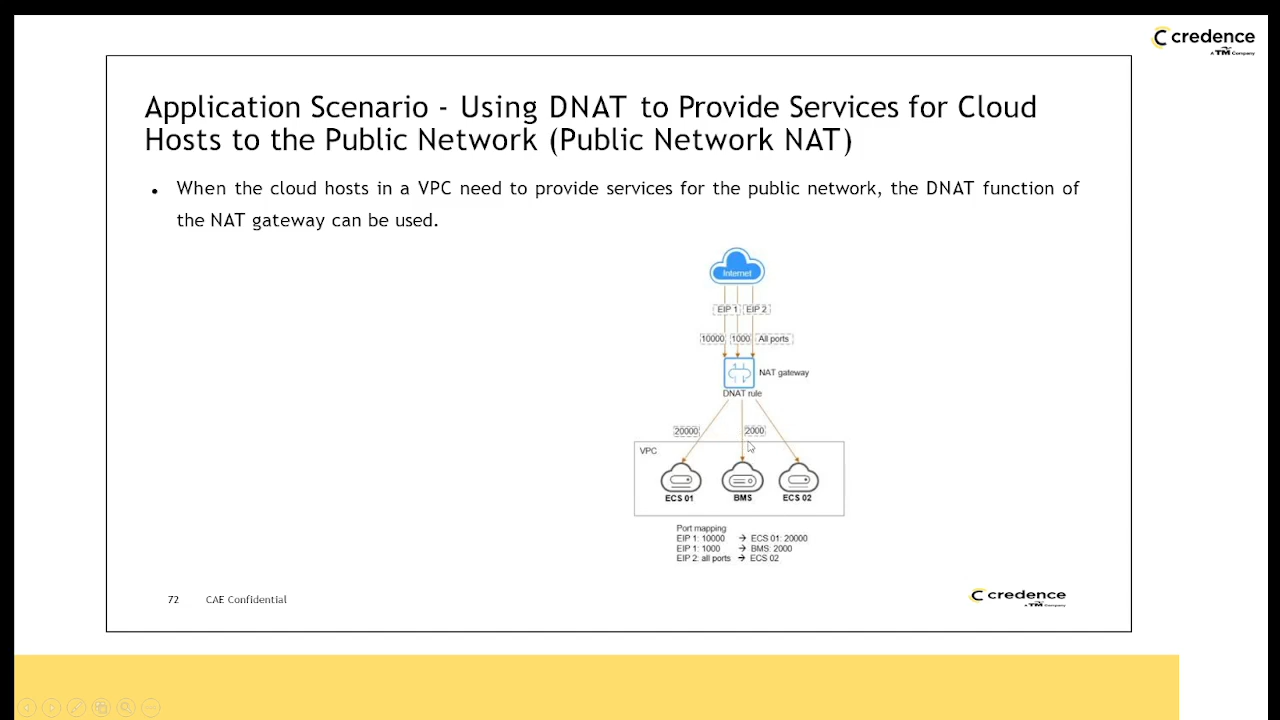 credence
A TM Company
Application Scenario - Using DNAT to Provide Services for Cloud
Hosts to the Public Network (Public Network NAT)
• When the cloud hosts in a VPC need to provide services for the public network, the DNAT function of
the NAT gateway can be used.
Internet
EIP 1 EIP 2
10000 1000 All ports
NAT gateway
DNAT rule
20000 2000
VPC
ECS 01 BMS ECS 02
Port mapping
EIP 1: 10000 → ECS 01: 20000
EIP 1: 1000 → BMS: 2000
EIP 2: all ports → ECS 02
72 CAE Confidential
credence
A TM Company